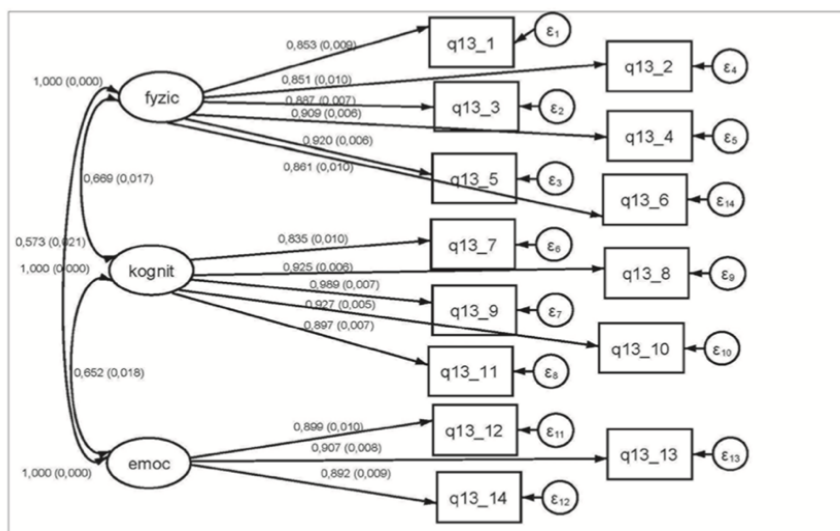 0,853 (0,009)
q13_1
ε1
0,851 (0,010)
q13_2
ε4
1,000 (0,000)
fyzic
0,887 (0,007)
q13_3
ε2
0,909 (0,006)
q13_4
ε5
0,920 (0,006)
q13_5
ε3
0,861 (0,010)
q13_6
ε14
0,669 (0,017)
0,573 (0,021)
1,000 (0,000)
kognit
0,835 (0,010)
q13_7
ε6
0,925 (0,006)
q13_8
ε9
0,989 (0,007)
q13_9
ε7
0,927 (0,005)
q13_10
ε10
0,897 (0,007)
q13_11
ε8
0,652 (0,018)
0,899 (0,010)
q13_12
ε11
1,000 (0,000)
emoc
0,907 (0,008)
q13_13
ε13
0,892 (0,009)
q13_14
ε12